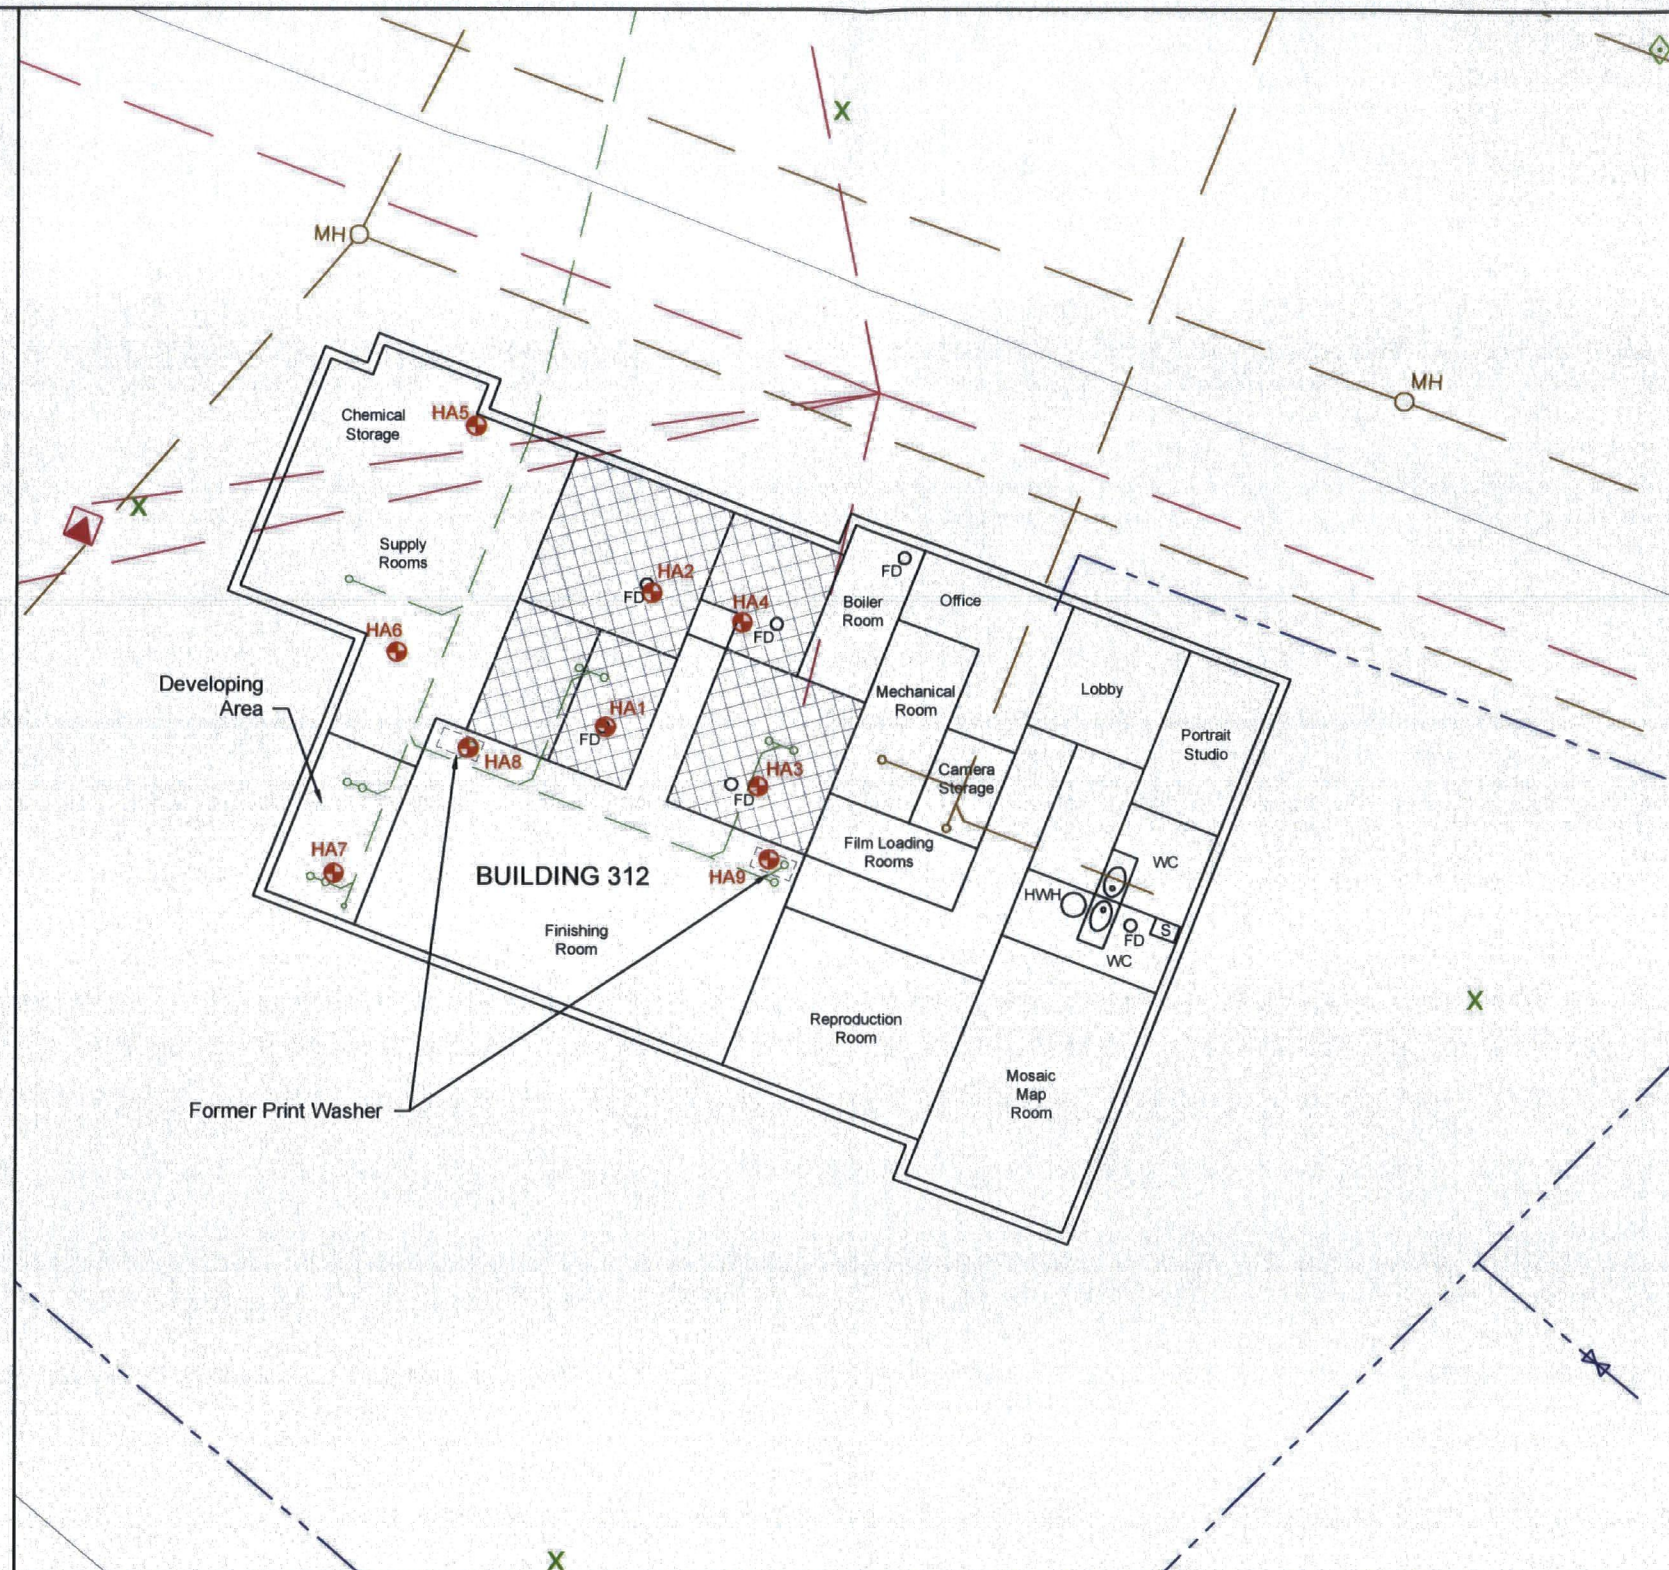 X
MH
MH
Chemical
Storage
HA5
X
Supply
Rooms
HA2
FD
HA4
FD
FD
Boiler
Room
Office
HA6
Developing
Area
Lobby
Mechanical
Room
HA1
FD
Portrait
Studio
HA8
HA3
FD
Camera
Storage
HA7
Film Loading
Rooms
WC
BUILDING 312
HA9
HWH
S
FD
Finishing
Room
WC
X
Reproduction
Room
Mosaic
Map
Room
Former Print Washer
X